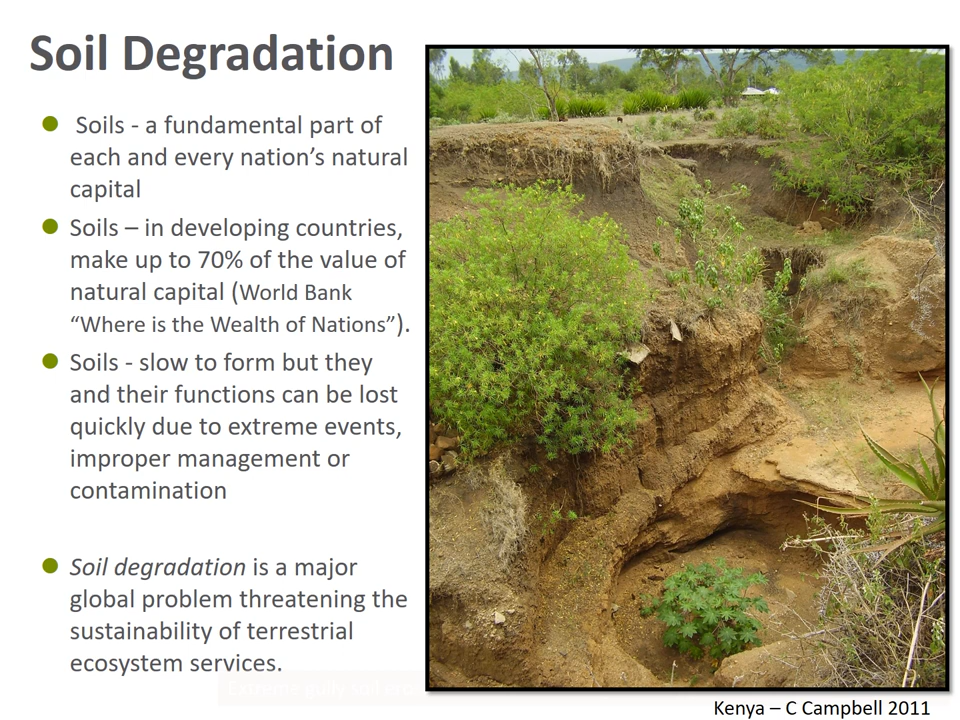 Soil Degradation
Soils - a fundamental part of
each and every nation's natural
capital
Soils – in developing countries,
make up to 70% of the value of
natural capital (World Bank
“Where is the Wealth of Nations”).
Soils - slow to form but they
and their functions can be lost
quickly due to extreme events,
improper management or
contamination
Soil degradation is a major
global problem threatening the
sustainability of terrestrial
ecosystem services.
Extreme gully soil
Kenya – C Campbell 2011